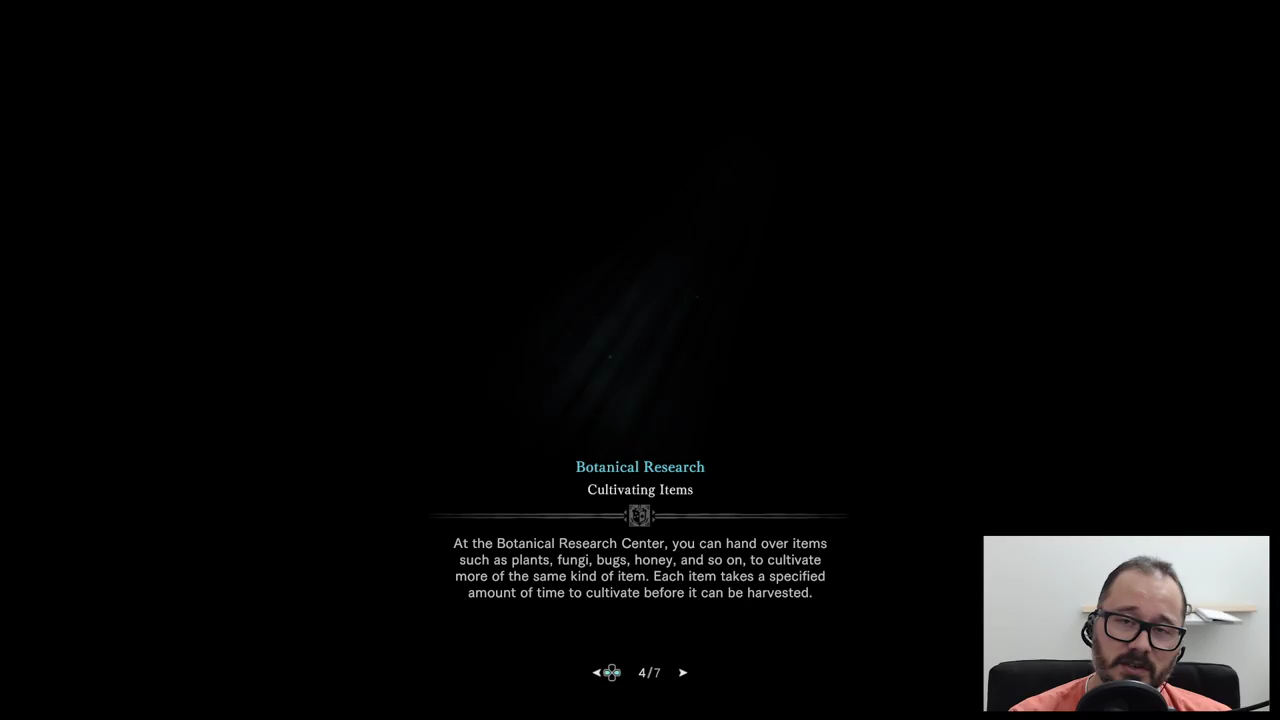 Botanical Research
Cultivating Items
At the Botanical Research Center, you can hand over items
such as plants, fungi, bugs, honey, and so on, to cultivate
more of the same kind of item. Each item takes a specified
amount of time to cultivate before it can be harvested.
4/7